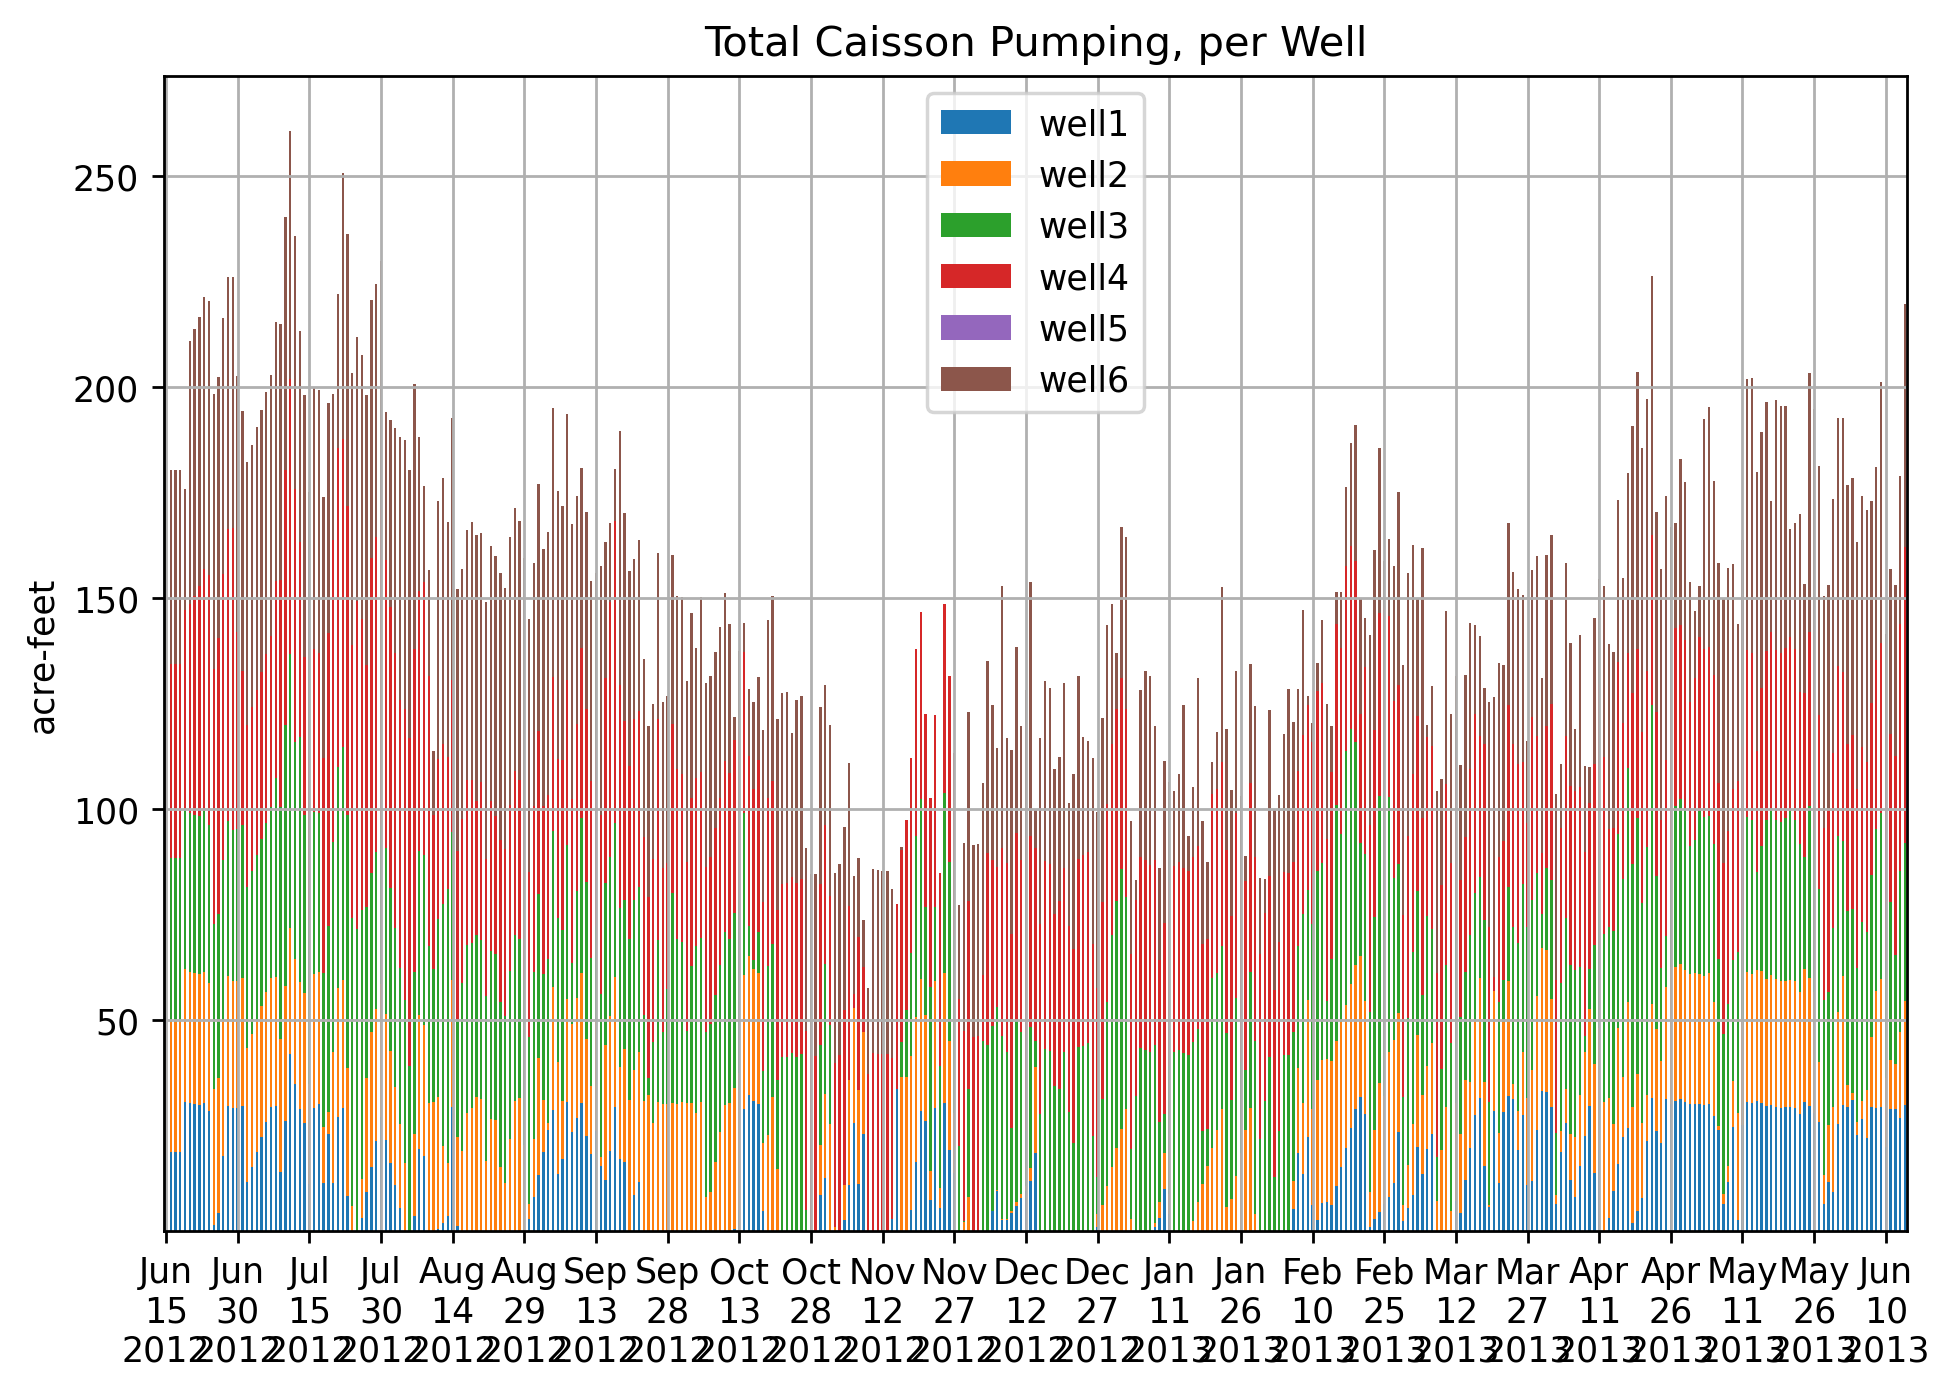 Total Caisson Pumping, per Well
well1
well2
well3
well4
well5
well6
250
200
150
100
50
acre-feet
Jun Jun Jul Jul Aug Aug Sep Sep Oct Oct Nov Nov Dec Dec Jan Jan Feb Feb Mar Mar Apr Apr May May Jun
15 30 15 30 14 29 13 28 13 28 12 27 12 27 11 26 10 25 12 27 11 26 11 26 10
2012 2012 2012 2012 2012 2012 2012 2012 2012 2012 2012 2012 2012 2012 2013 2013 2013 2013 2013 2013 2013 2013 2013 2013 2013